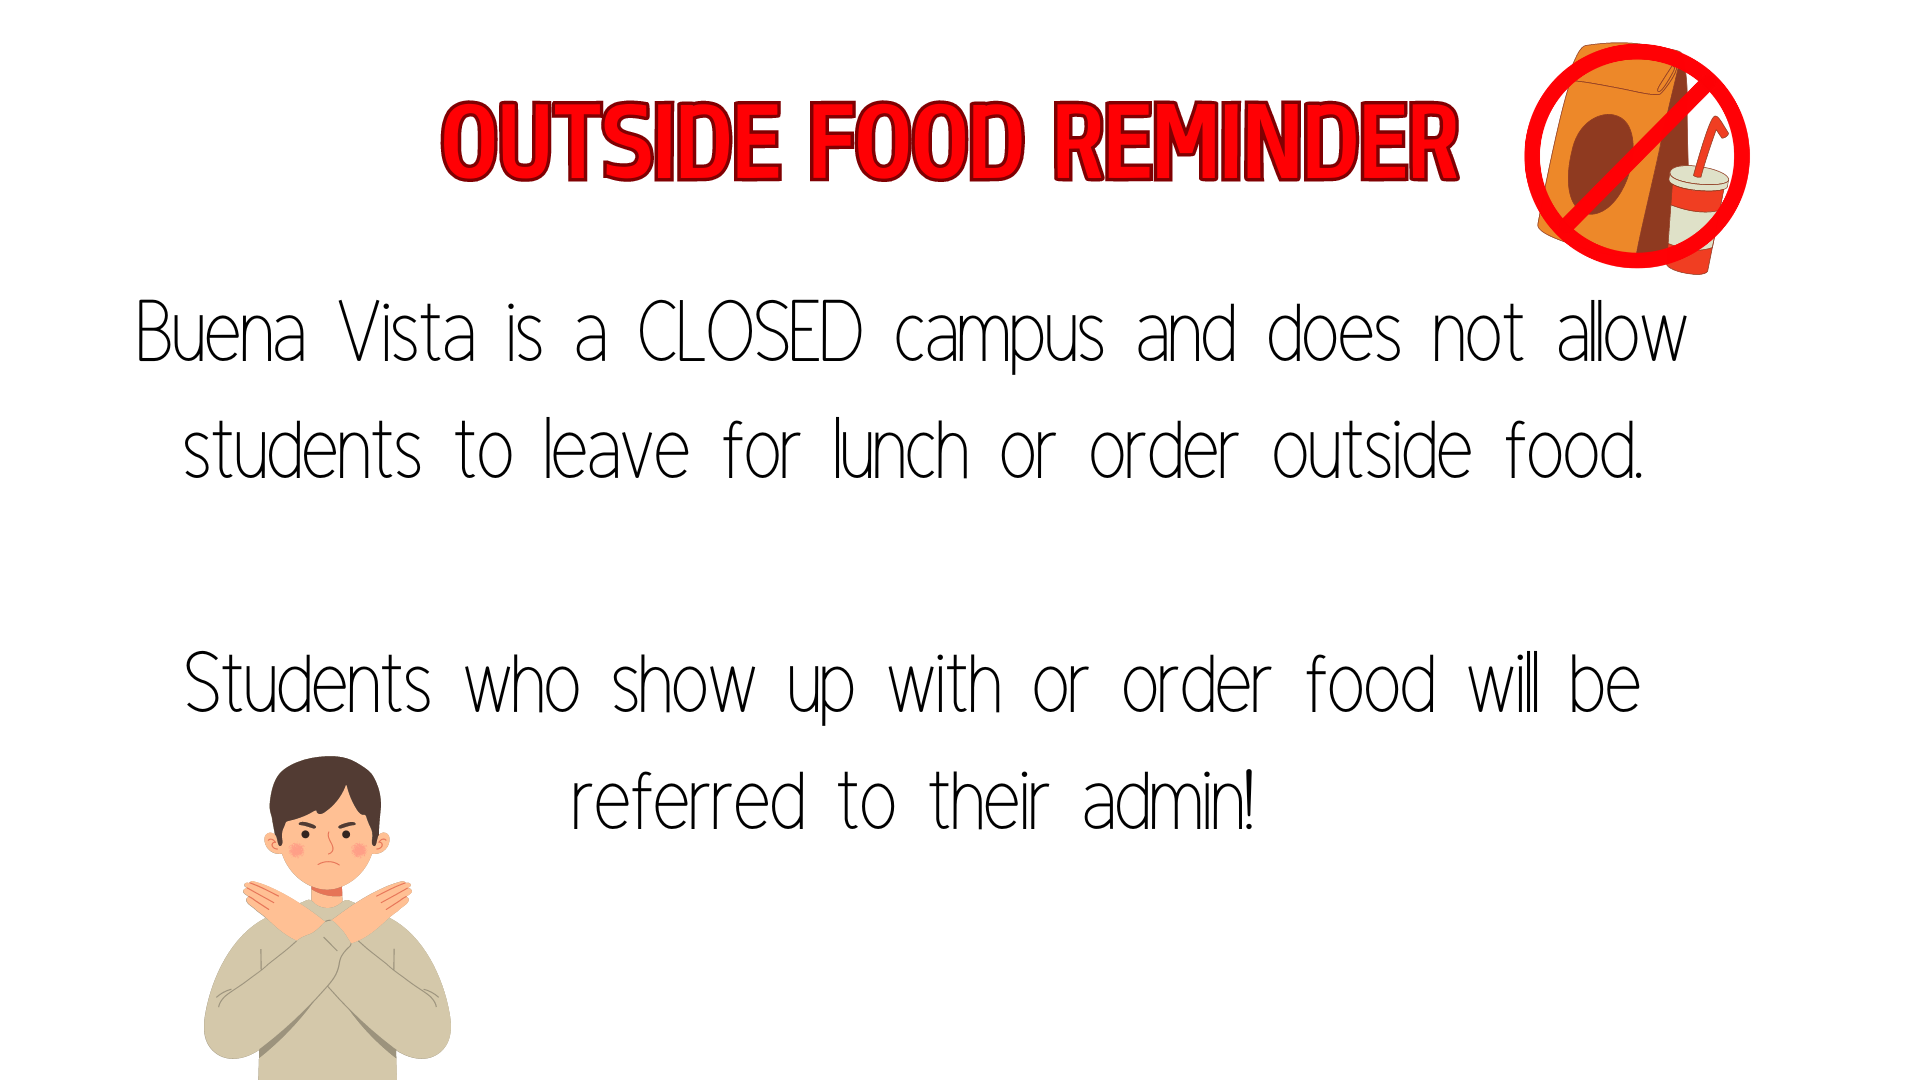 OUTSIDE FOOD REMINDER
Buena Vista is a CLOSED campus and does not allow
students to leave for lunch or order outside food.
Students who show up with or order food will be
referred to their admin!